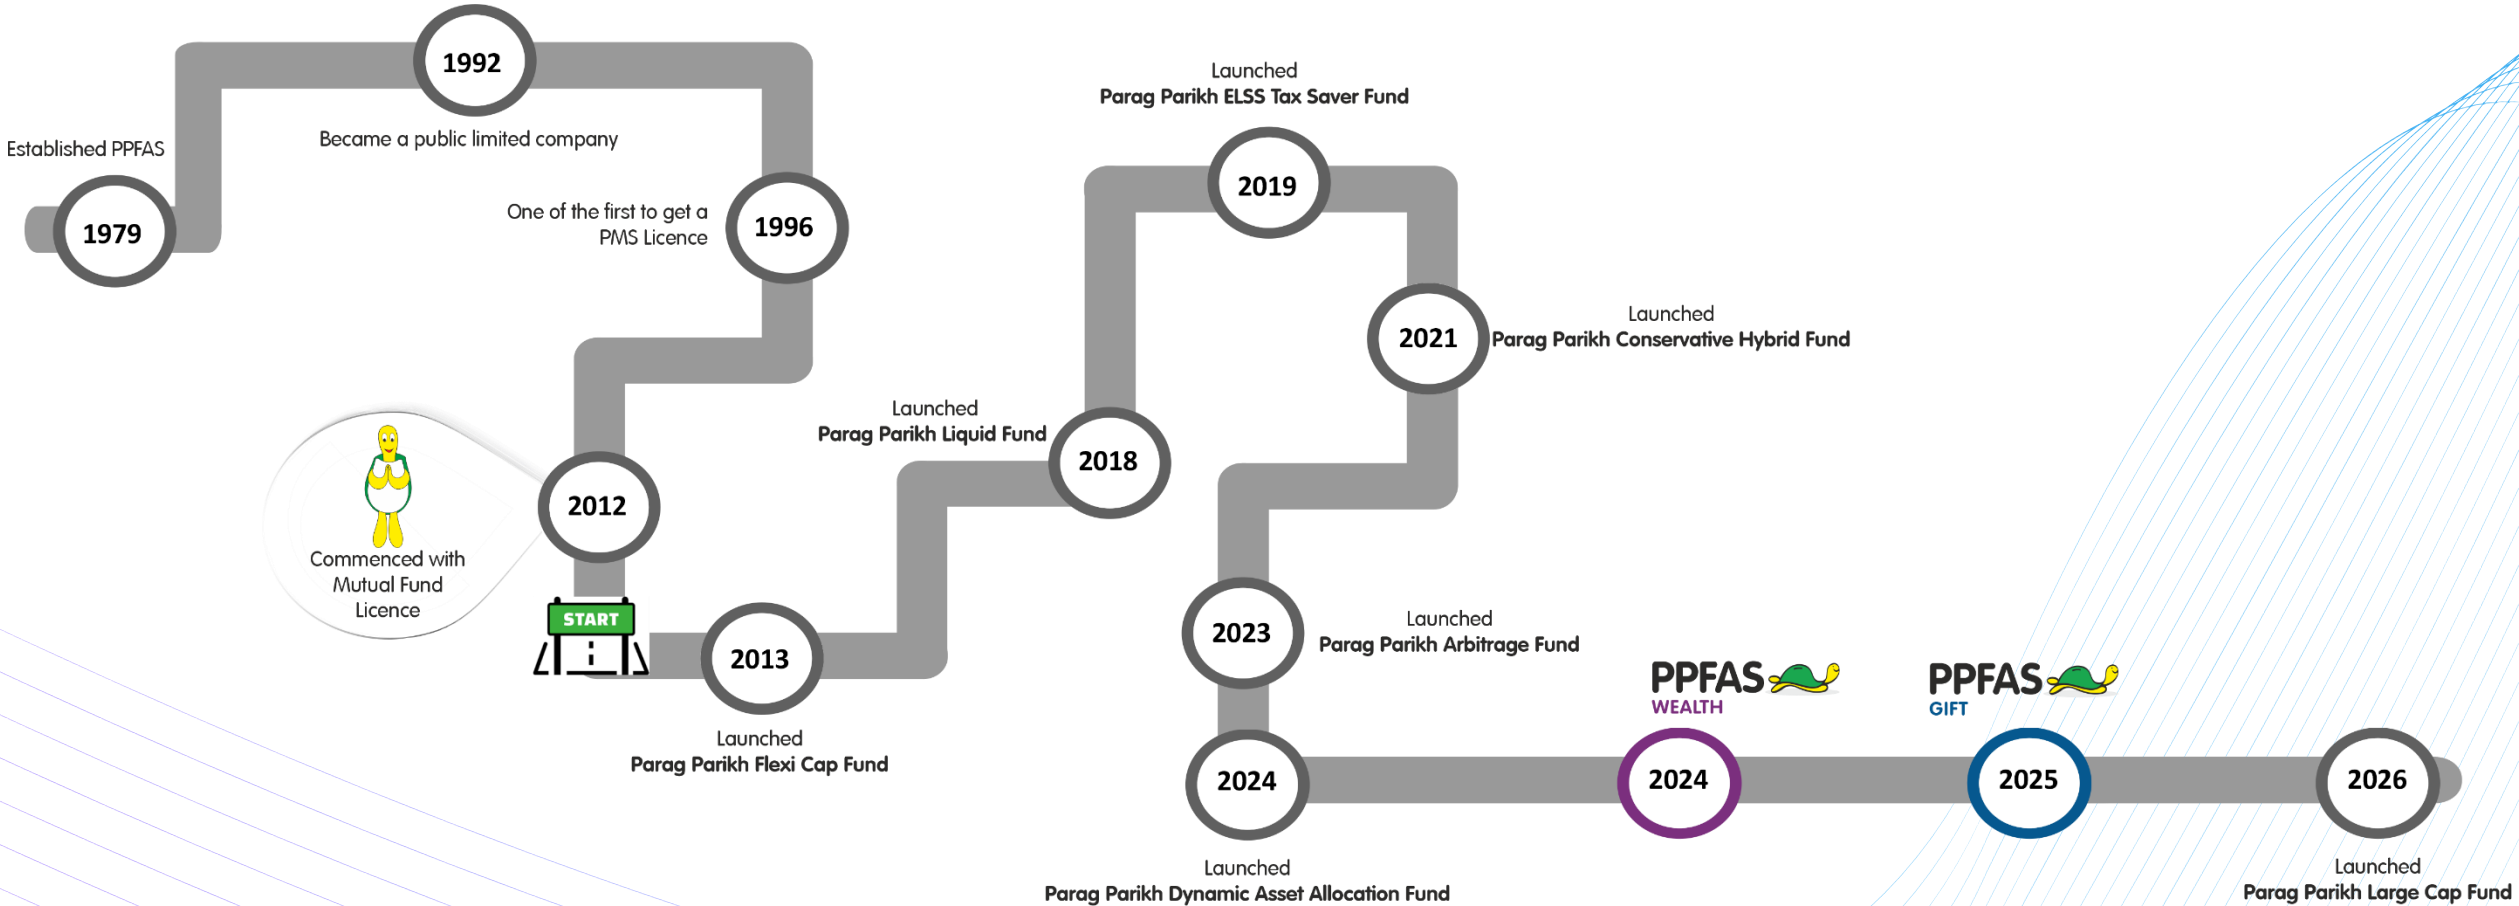 Established PPFAS
1979
1992
Became a public limited company
One of the first to get a
PMS Licence
1996
2012
Commenced with
Mutual Fund
Licence
START
2013
Launched
Parag Parikh Flexi Cap Fund
Launched
Parag Parikh Liquid Fund
2018
Launched
Parag Parikh ELSS Tax Saver Fund
2019
2021
Launched
Parag Parikh Conservative Hybrid Fund
2023
Launched
Parag Parikh Arbitrage Fund
2024
Launched
Parag Parikh Dynamic Asset Allocation Fund
PPFAS
WEALTH
2024
PPFAS
GIFT
2025
2026
Launched
Parag Parikh Large Cap Fund